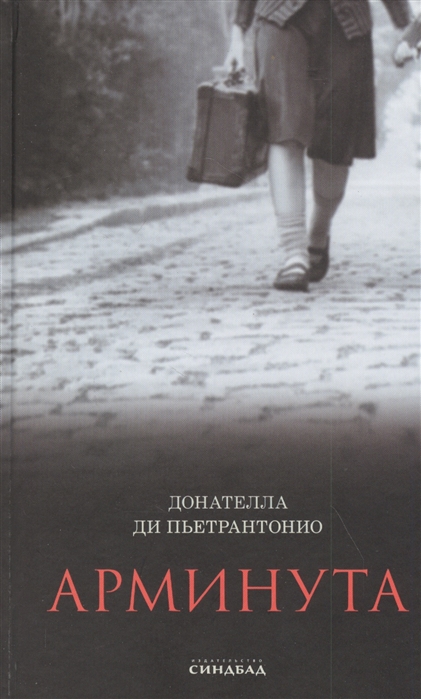 ДОНАТЕЛЛА
ДИ ПЬЕТРАНТОНИО
АРМИНУТА
ИЗДАТЕЛЬСТВО
СИНДБАД